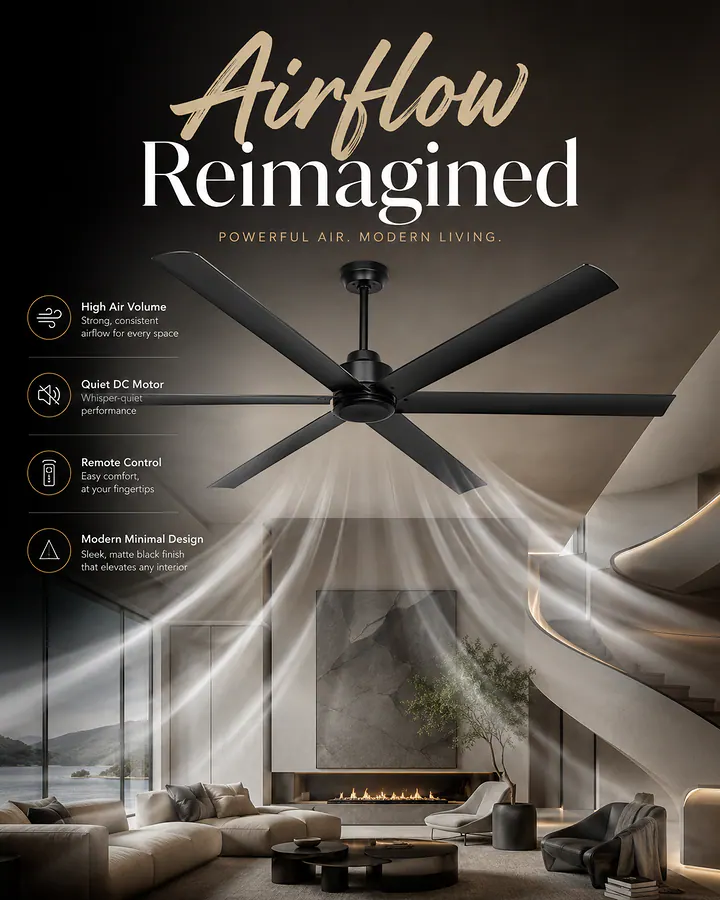 Airflow
Reimagined
POWERFUL AIR. MODERN LIVING.
High Air Volume
Strong, consistent
airflow for every space
Quiet DC Motor
Whisper-quiet
performance
Remote Control
Easy comfort,
at your fingertips
Modern Minimal Design
Sleek, matte black finish
that elevates any interior